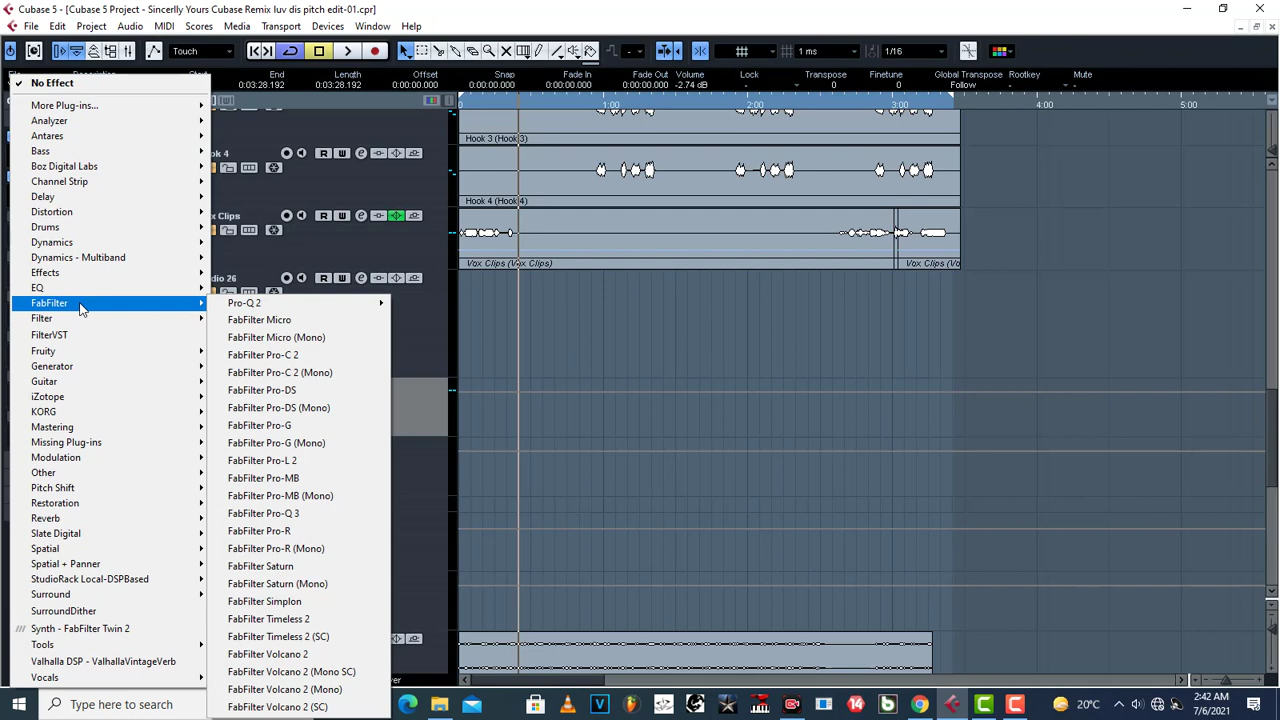 Cubase 5 - [Cubase 5 Project - Sincerlly Yours Cubase Remix luv dis pitch edit-01.cpr]
File Edit Project Audio MIDI Scores Media Transport Devices Window Help
Touch
1 ms
1/16
End Length Offset Snap Fade In Fade Out Volume Lock Transpose Finetune Global Transpose Rootkey Mute
0:03:28.192 0:03:28.192 0:00:00.000 0:00:00.000 0:00:00.000 0:00:00.000 -2.74 dB 0 0 Follow -
0 1:00 2:00 3:00 4:00 5:00
No Effect
More Plug-ins...
Analyzer
Antares
Bass
Boz Digital Labs
Channel Strip
Delay
Distortion
Drums
Dynamics
Dynamics - Multiband
Effects
EQ
FabFilter
Filter
FilterVST
Fruity
Generator
Guitar
iZotope
KORG
Mastering
Missing Plug-ins
Modulation
Other
Pitch Shift
Restoration
Reverb
Slate Digital
Spatial
Spatial + Panner
StudioRack Local-DSPBased
Surround
SurroundDither
Synth - FabFilter Twin 2
Tools
Valhalla DSP - ValhallaVintageVerb
Vocals
Pro-Q 2
FabFilter Micro
FabFilter Micro (Mono)
FabFilter Pro-C 2
FabFilter Pro-C 2 (Mono)
FabFilter Pro-DS
FabFilter Pro-DS (Mono)
FabFilter Pro-G
FabFilter Pro-G (Mono)
FabFilter Pro-L 2
FabFilter Pro-MB
FabFilter Pro-MB (Mono)
FabFilter Pro-Q 3
FabFilter Pro-R
FabFilter Pro-R (Mono)
FabFilter Saturn
FabFilter Saturn (Mono)
FabFilter Simplon
FabFilter Timeless 2
FabFilter Timeless 2 (SC)
FabFilter Volcano 2
FabFilter Volcano 2 (Mono SC)
FabFilter Volcano 2 (Mono)
FabFilter Volcano 2 (SC)
Hook 3 (Hook 3)
ok 4 R W e
Hook 4 (Hook 4)
x Clips R W e
Vox Clips (Vox Clips) Vox Clips (Vo
dio 26
Type here to search
20°C
2:42 AM
7/6/2021